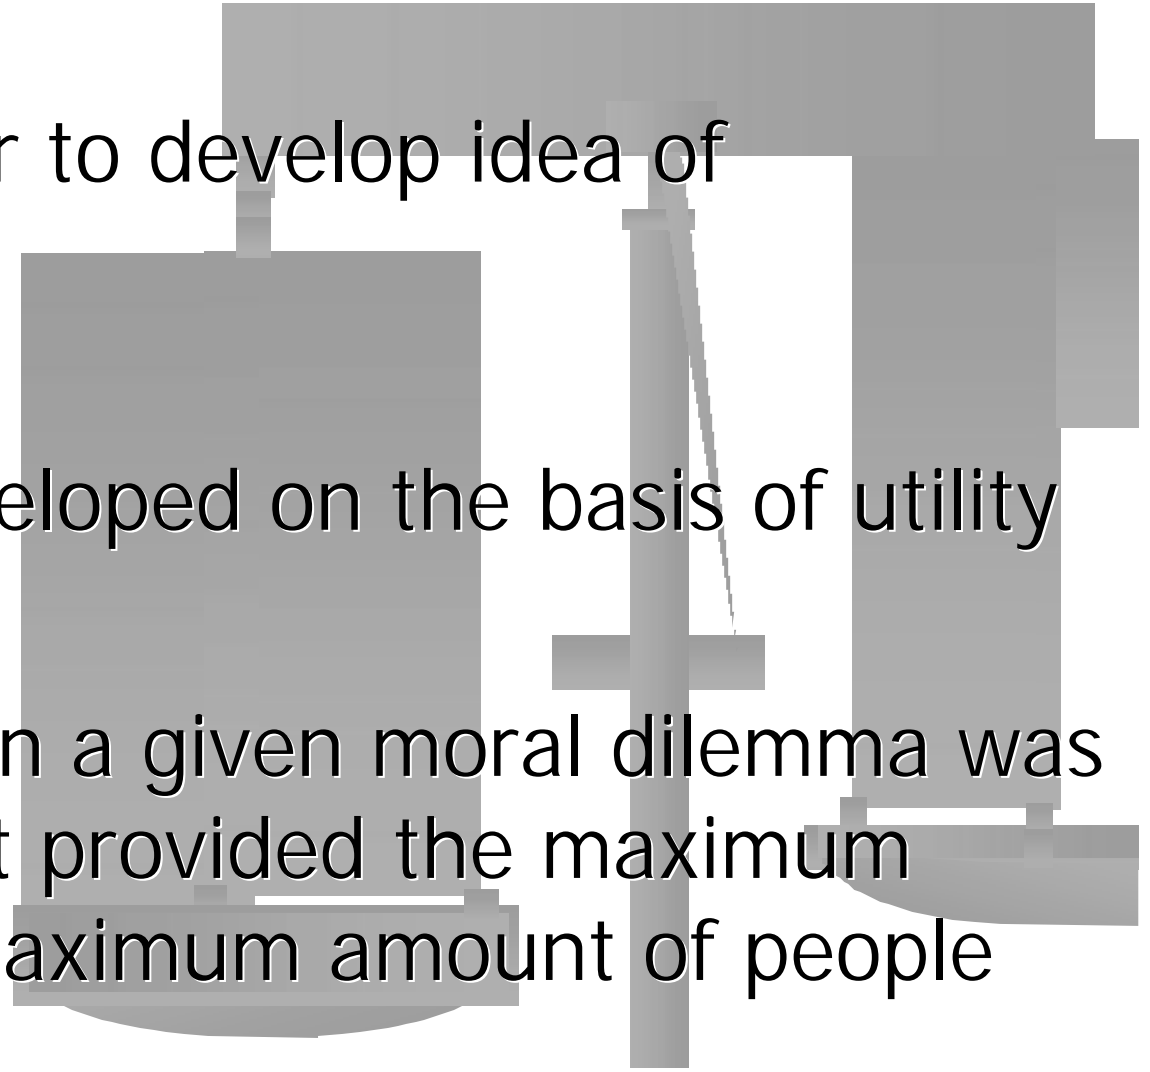 r to develop idea of
eloped on the basis of utility
n a given moral dilemma was
t provided the maximum
aximum amount of people